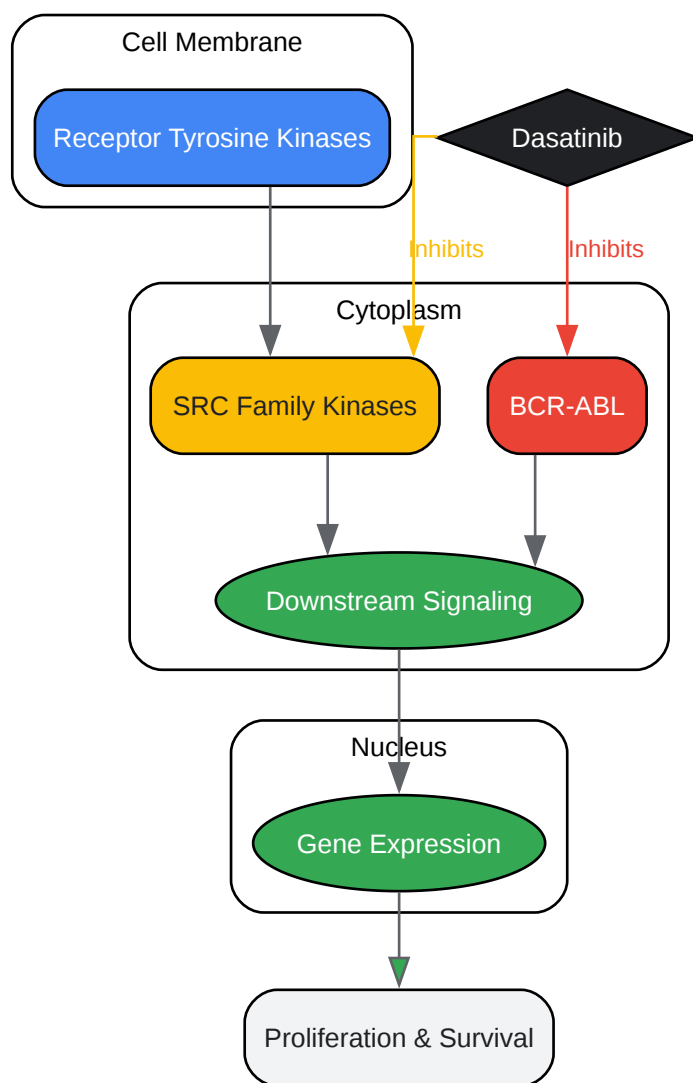 Cell Membrane
Receptor Tyrosine Kinases
Dasatinib
Inhibits
Inhibits
Cytoplasm
SRC Family Kinases
BCR-ABL
Downstream Signaling
Nucleus
Gene Expression
Proliferation & Survival